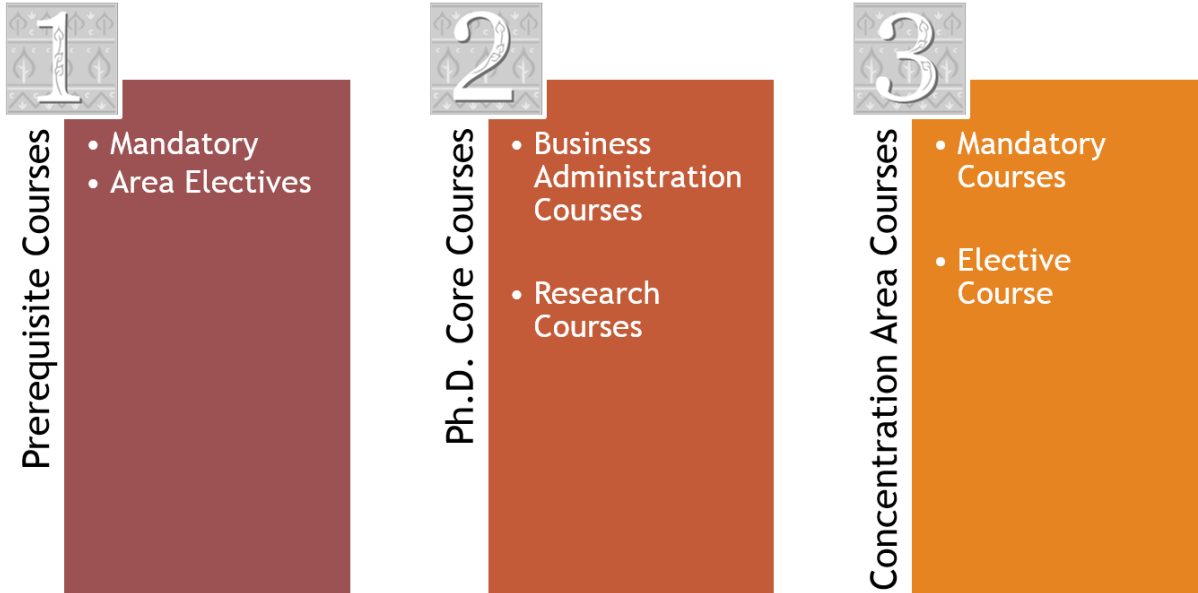 1
Prerequisite Courses
• Mandatory
• Area Electives
2
Ph.D. Core Courses
• Business
Administration
Courses
• Research
Courses
3
Concentration Area Courses
• Mandatory
Courses
• Elective
Course